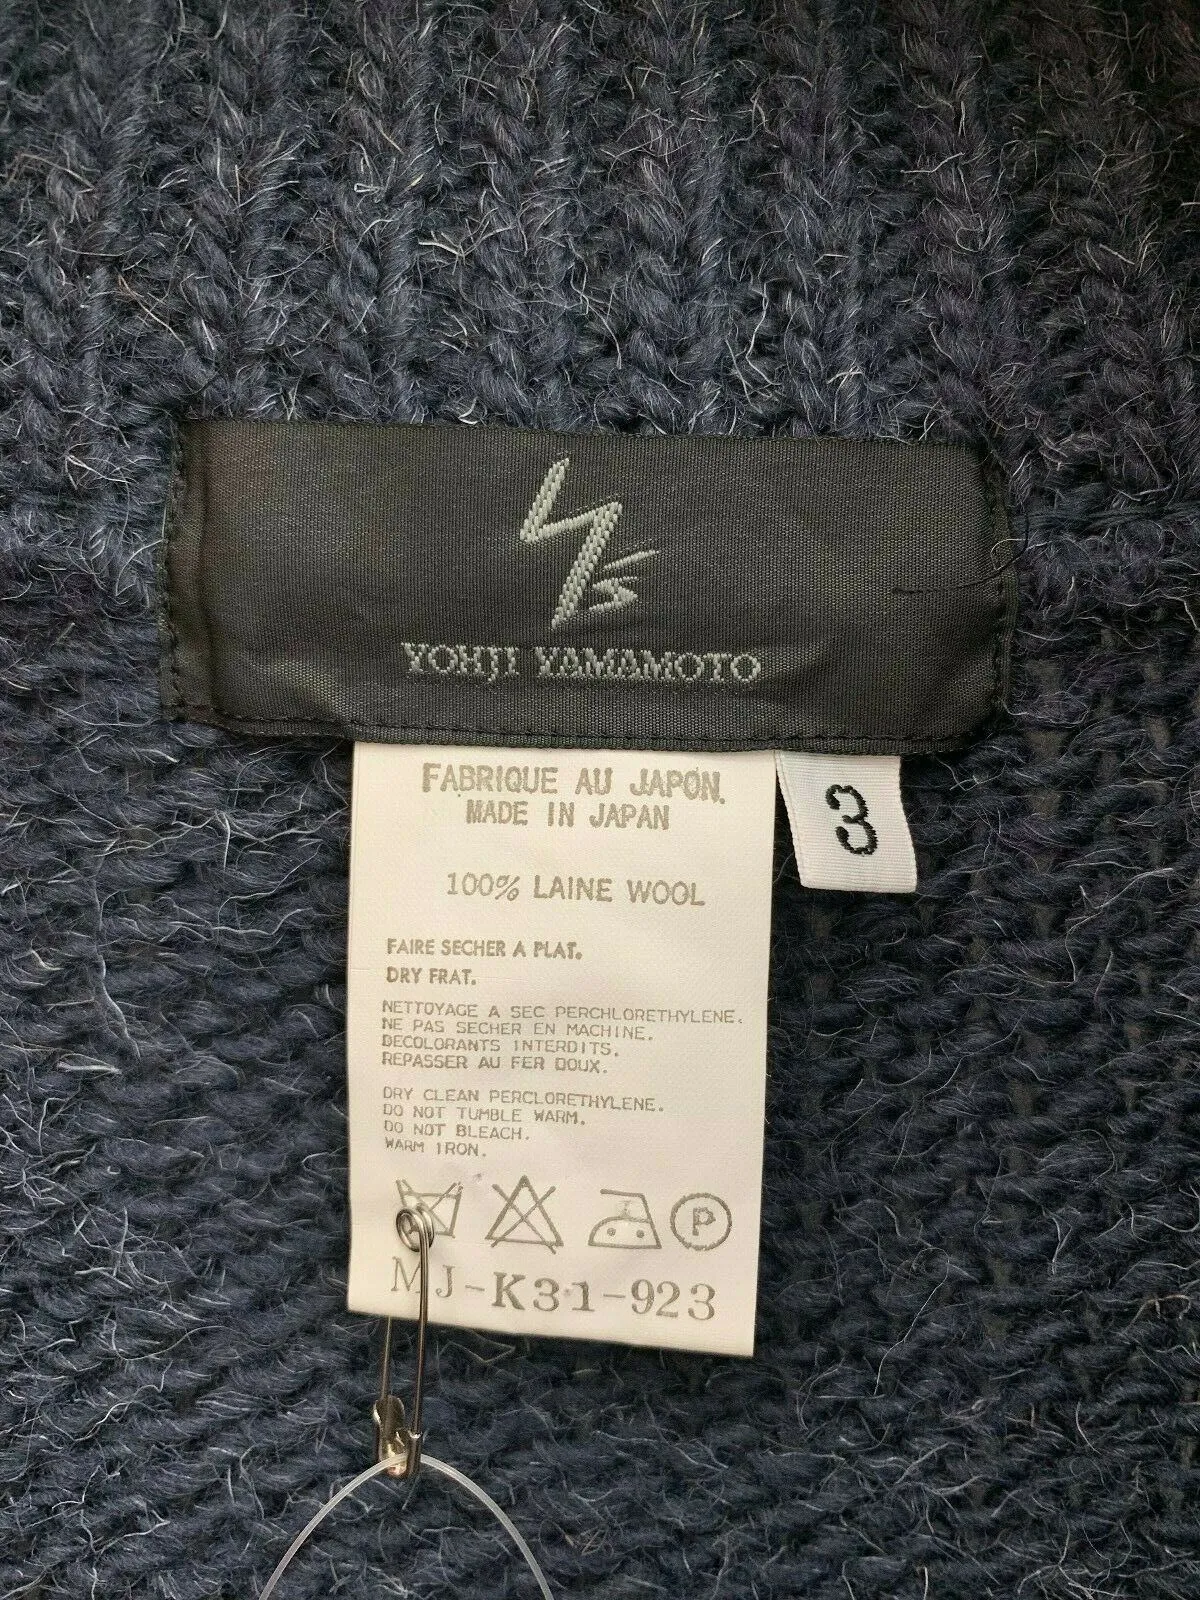 Y's
YOHJI YAMAMOTO
FABRIQUE AU JAPON.
MADE IN JAPAN
3
100% LAINE WOOL
FAIRE SECHER A PLAT.
DRY FRAT.
NETTOYAGE A SEC PERCHLORETHYLENE.
NE PAS SECHER EN MACHINE.
DECOLORANTS INTERDITS.
REPASSER AU FER DOUX.
DRY CLEAN PERCLORETHYLENE.
DO NOT TUMBLE WARM.
DO NOT BLEACH.
WARM IRON.
P
MJ-K31-923